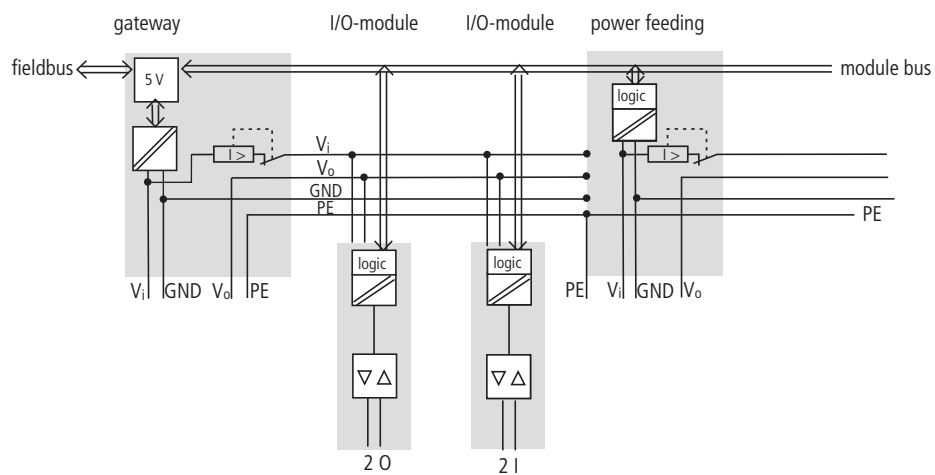 gateway I/O-module I/O-module power feeding
fieldbus 5 V module bus
logic
I> Vi I>
Vo
GND
PE PE
logic logic
Vi GND Vo PE PE Vi GND Vo
2 O 2 I